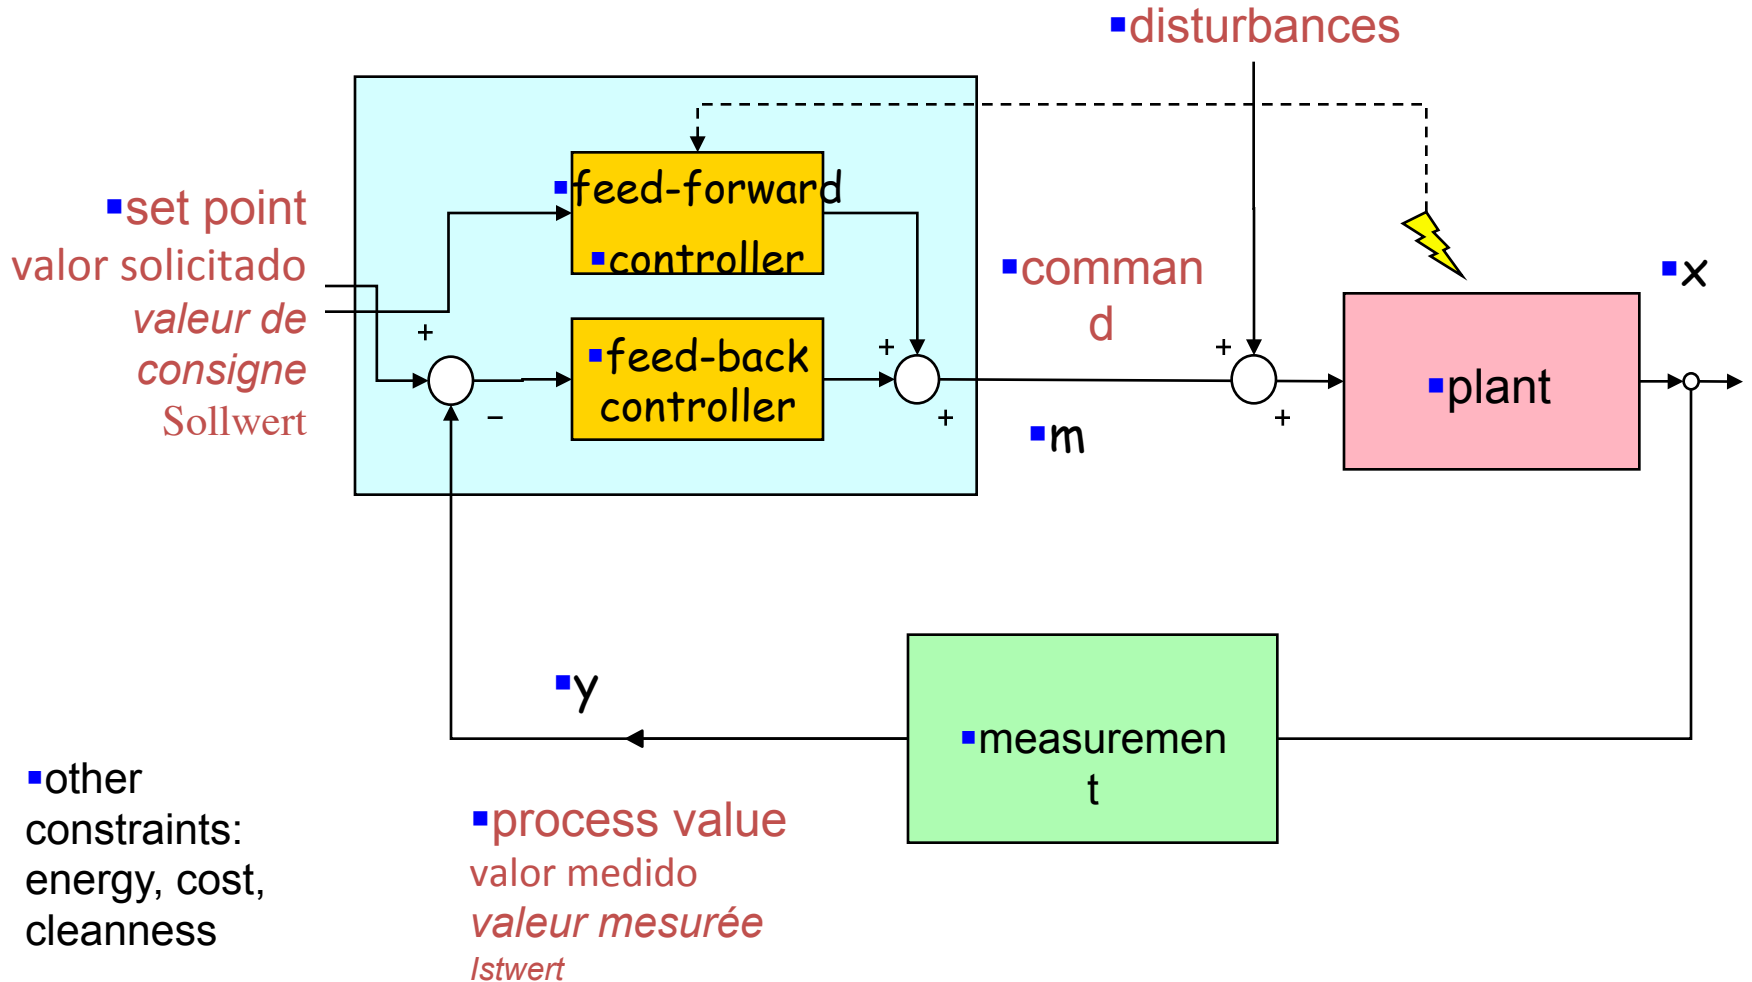 ▪disturbances
▪set point
valor solicitado
valeur de
consigne
Sollwert
▪feed-forward
▪controller
+
−
▪feed-back
controller
+
+
▪comman
d
▪m
+
+
▪plant
▪x
▪y
▪measuremen
t
▪other
constraints:
energy, cost,
cleanness
▪process value
valor medido
valeur mesurée
Istwert